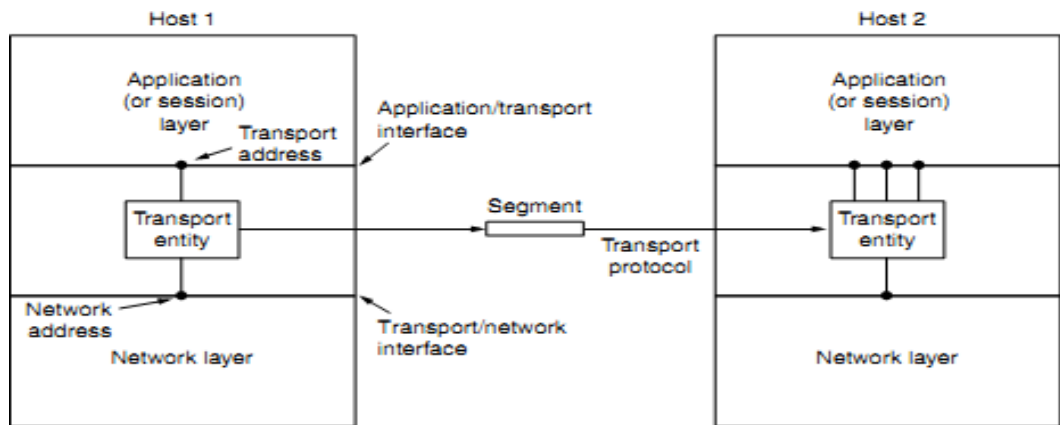 Host 1
Host 2
Application
(or session)
layer
Transport
address
Application/transport
interface
Application
(or session)
layer
Transport
entity
Segment
Transport
protocol
Transport
entity
Network
address
Transport/network
interface
Network layer
Network layer